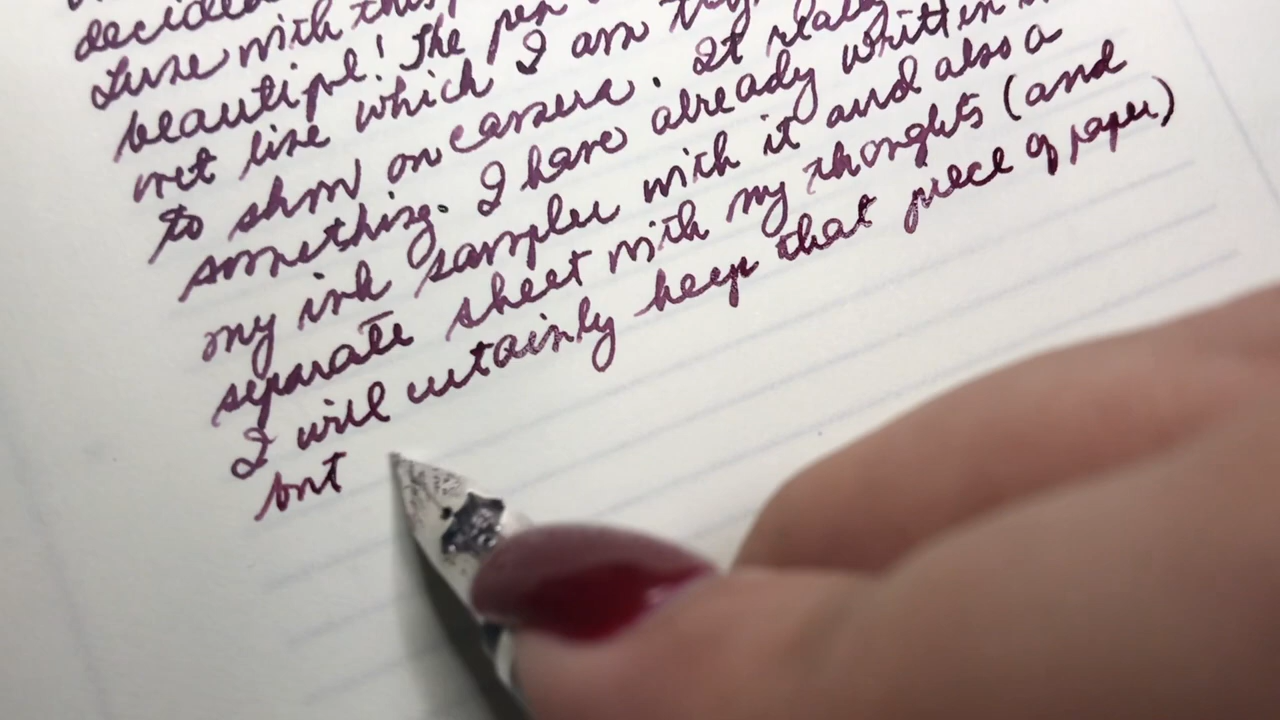 decided
Luxe with this
beautiful! The pen
wet line which I am
to show on camera. It really
something. I have already written
my ink sampler with it and also a
separate sheet with my thoughts (and
I will certainly keep that piece of paper)
but